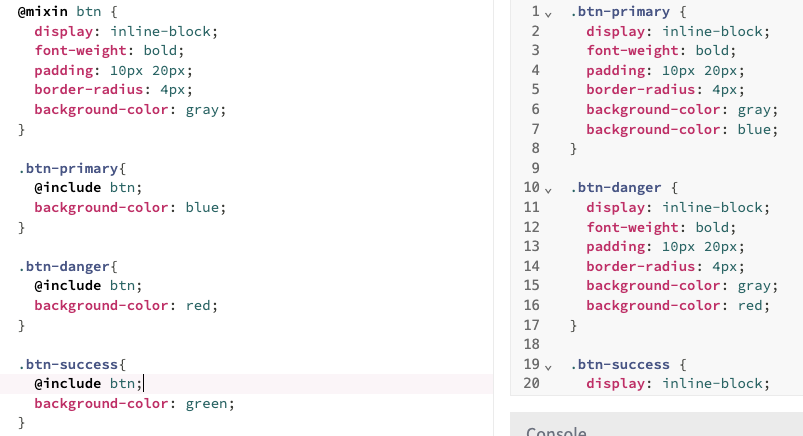 @mixin btn {
  display: inline-block;
  font-weight: bold;
  padding: 10px 20px;
  border-radius: 4px;
  background-color: gray;
}

.btn-primary{
  @include btn;
  background-color: blue;
}

.btn-danger{
  @include btn;
  background-color: red;
}

.btn-success{
  @include btn;
  background-color: green;
}
1 .btn-primary {
2   display: inline-block;
3   font-weight: bold;
4   padding: 10px 20px;
5   border-radius: 4px;
6   background-color: gray;
7   background-color: blue;
8 }
9
10 .btn-danger {
11   display: inline-block;
12   font-weight: bold;
13   padding: 10px 20px;
14   border-radius: 4px;
15   background-color: gray;
16   background-color: red;
17 }
18
19 .btn-success {
20   display: inline-block;
Console